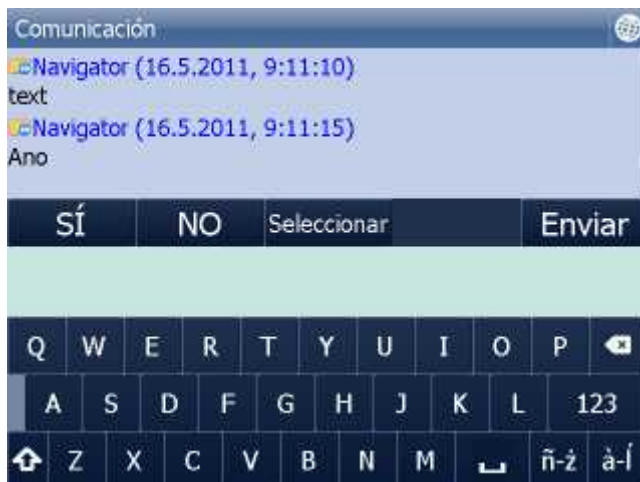 Comunicación
Navigator (16.5.2011, 9:11:10)
text
Navigator (16.5.2011, 9:11:15)
Ano
SÍ NO Seleccionar Enviar
Q W E R T Y U I O P
A S D F G H J K L 123
Z X C V B N M ñ-ż à-Í